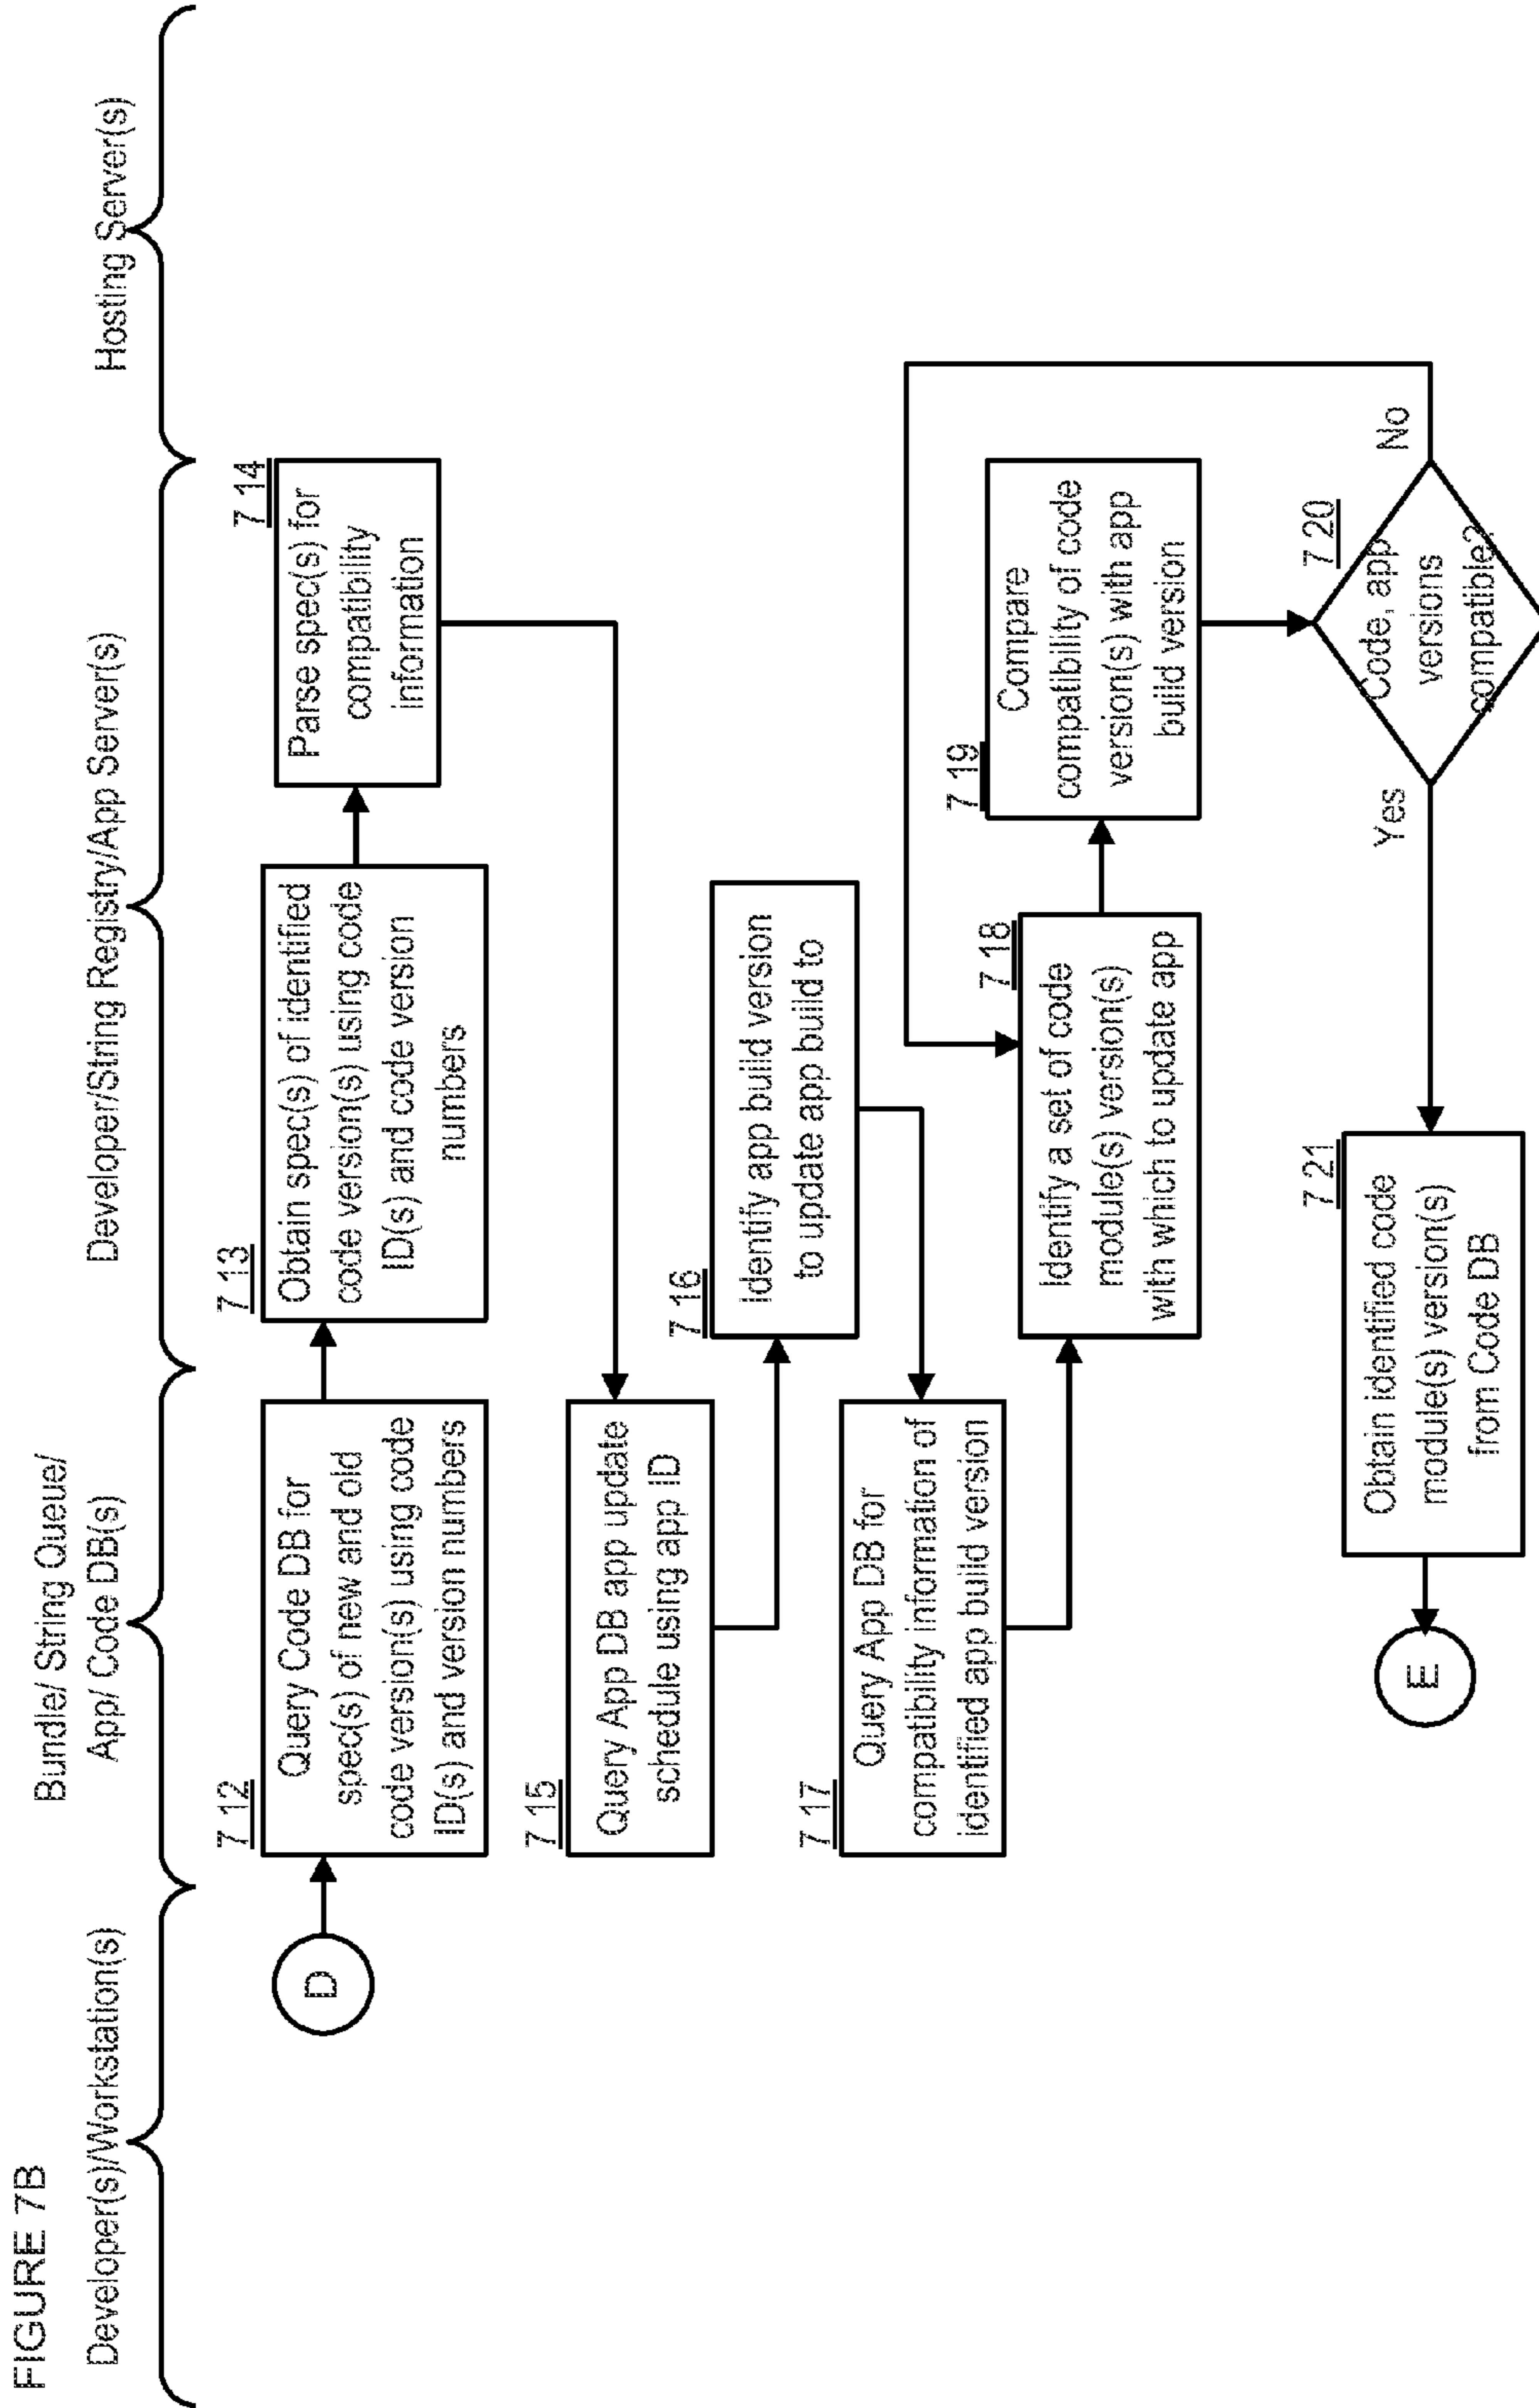 FIGURE 7B
Developer(s)/Workstation(s)
Bundle/ String Queue/
App/ Code DB(s)
Developer/String Registry/App Server(s)
Hosting Server(s)
D
7 12
Query Code DB for
spec(s) of new and old
code version(s) using code
ID(s) and version numbers
7 13
Obtain spec(s) of identified
code version(s) using code
ID(s) and code version
numbers
7 14
Parse spec(s) for
compatibility
information
7 15
Query App DB app update
schedule using app ID
7 16
Identify app build version
to update app build to
7 17
Query App DB for
compatibility information of
identified app build version
7 18
Identify a set of code
module(s) version(s)
with which to update app
7 19
Compare
compatibility of code
version(s) with app
build version
7 20
Code, app
versions
compatible?
No
Yes
7 21
Obtain identified code
module(s) version(s)
from Code DB
E